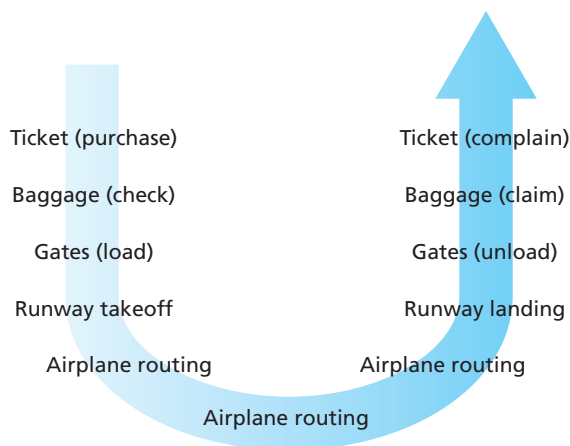 Ticket (purchase)
Baggage (check)
Gates (load)
Runway takeoff
Airplane routing
Airplane routing
Ticket (complain)
Baggage (claim)
Gates (unload)
Runway landing
Airplane routing